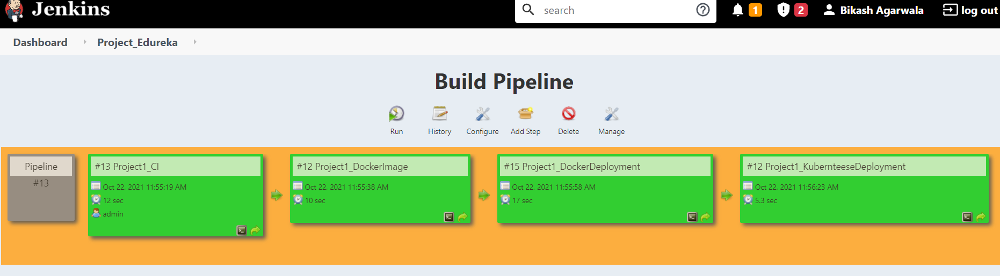 Jenkins
search
1
2
Bikash Agarwala
log out
Dashboard
Project_Edureka
Build Pipeline
Run
History
Configure
Add Step
Delete
Manage
Pipeline
#13
#13 Project1_CI
Oct 22, 2021 11:55:19 AM
12 sec
admin
#12 Project1_DockerImage
Oct 22, 2021 11:55:38 AM
10 sec
#15 Project1_DockerDeployment
Oct 22, 2021 11:55:58 AM
17 sec
#12 Project1_KubernteeseDeployment
Oct 22, 2021 11:56:23 AM
5.3 sec